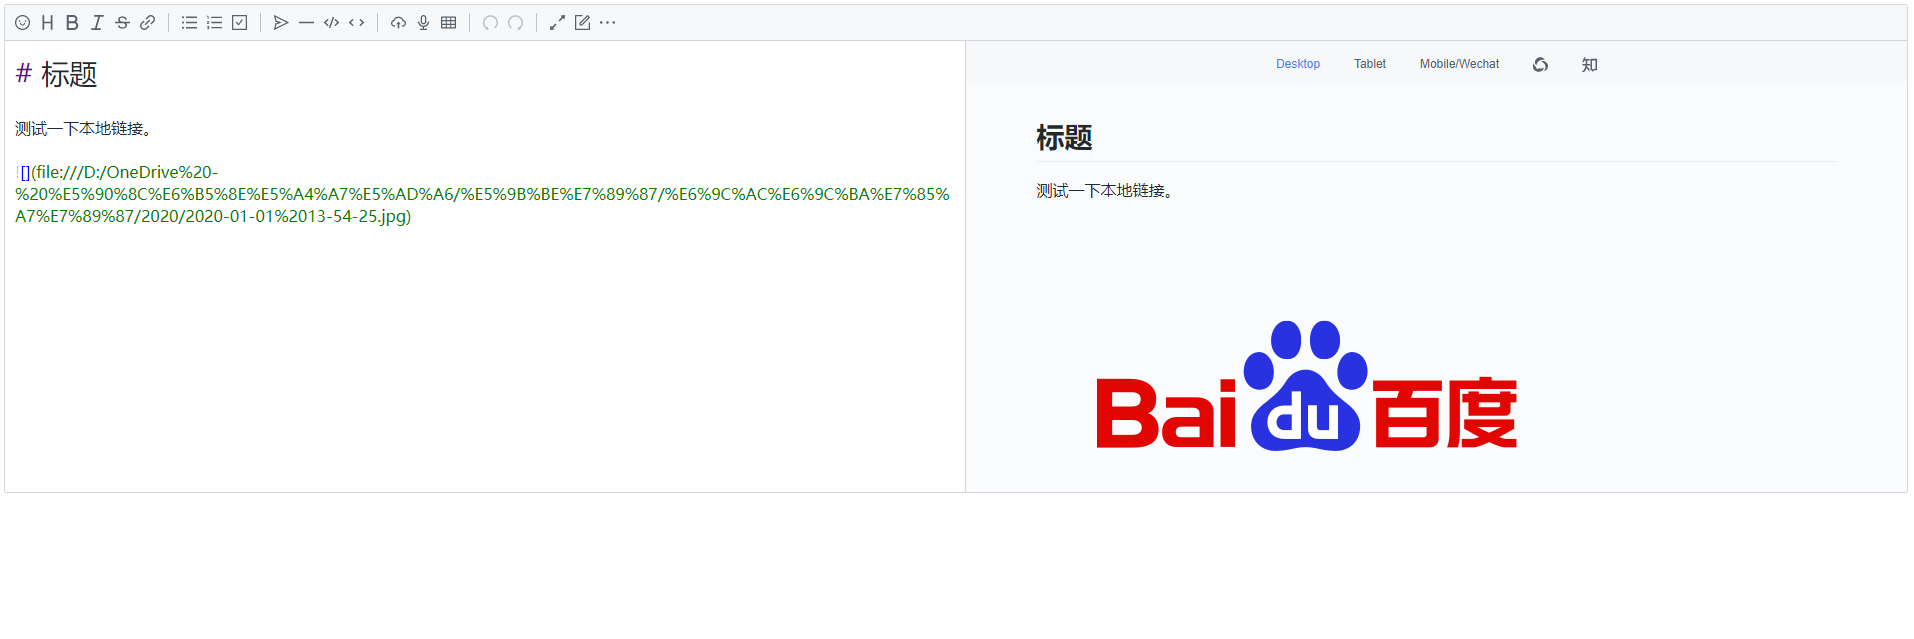 # 标题
测试一下本地链接。
![](file:///D:/OneDrive%20-
%20%E5%90%8C%E6%B5%8E%E5%A4%A7%E5%AD%A6/%E5%9B%BE%E7%89%87/%E6%9C%AC%E6%9C%BA%E7%85%
A7%E7%89%87/2020/2020-01-01%2013-54-25.jpg)
Desktop Tablet Mobile/Wechat 知
标题
测试一下本地链接。
Bai du 百度